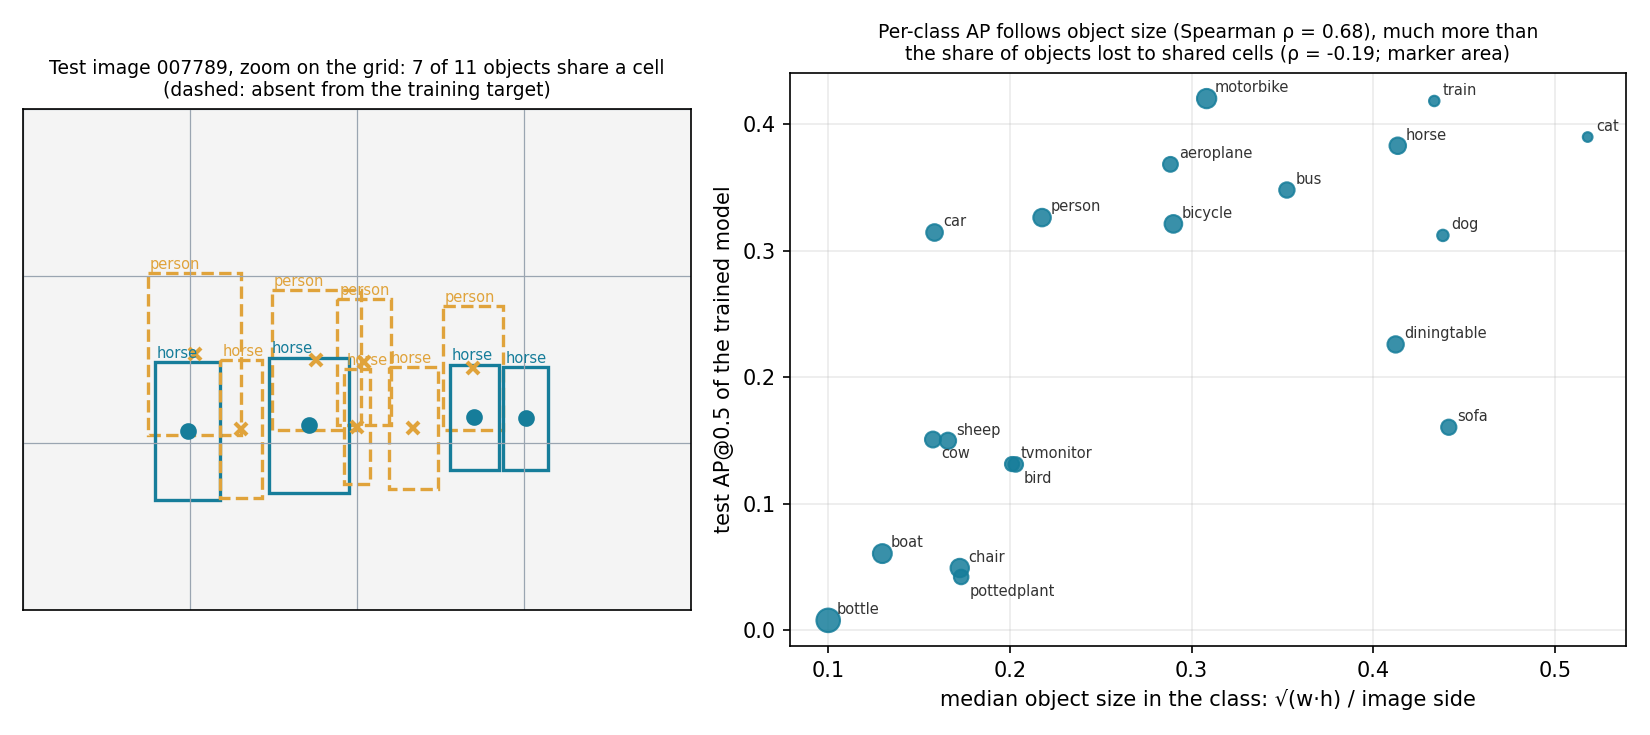 Test image 007789, zoom on the grid: 7 of 11 objects share a cell
(dashed: absent from the training target)
person
person
person
person
horse
horse
horse
horse
horse
horse
horse
Per-class AP follows object size (Spearman ρ = 0.68), much more than
the share of objects lost to shared cells (ρ = -0.19; marker area)
test AP@0.5 of the trained model
0.4
0.3
0.2
0.1
0.0
motorbike
train
cat
horse
aeroplane
bus
person
bicycle
car
dog
diningtable
sofa
sheep
cow
tvmonitor
bird
boat
chair
pottedplant
bottle
0.1
0.2
0.3
0.4
0.5
median object size in the class: √(w·h) / image side